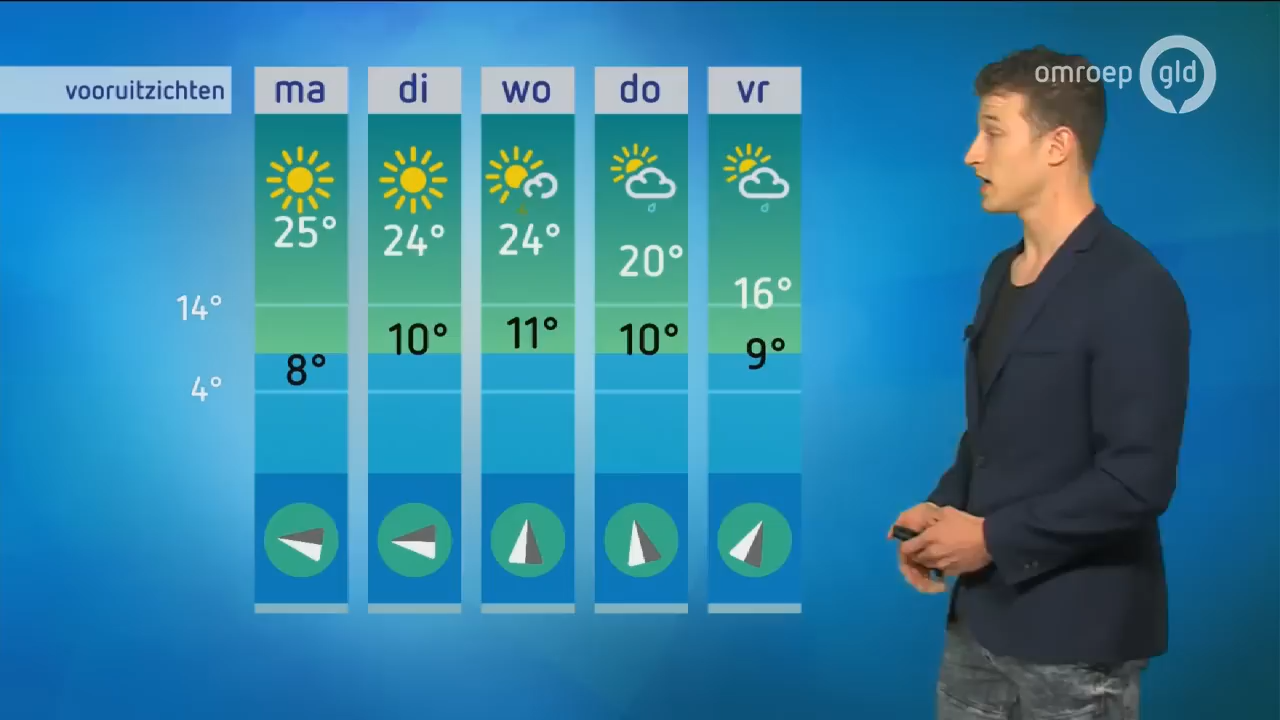 omroep gld
vooruitzichten ma di wo do vr
25° 24° 24° 20° 16°
14°
8° 10° 11° 10° 9°
4°